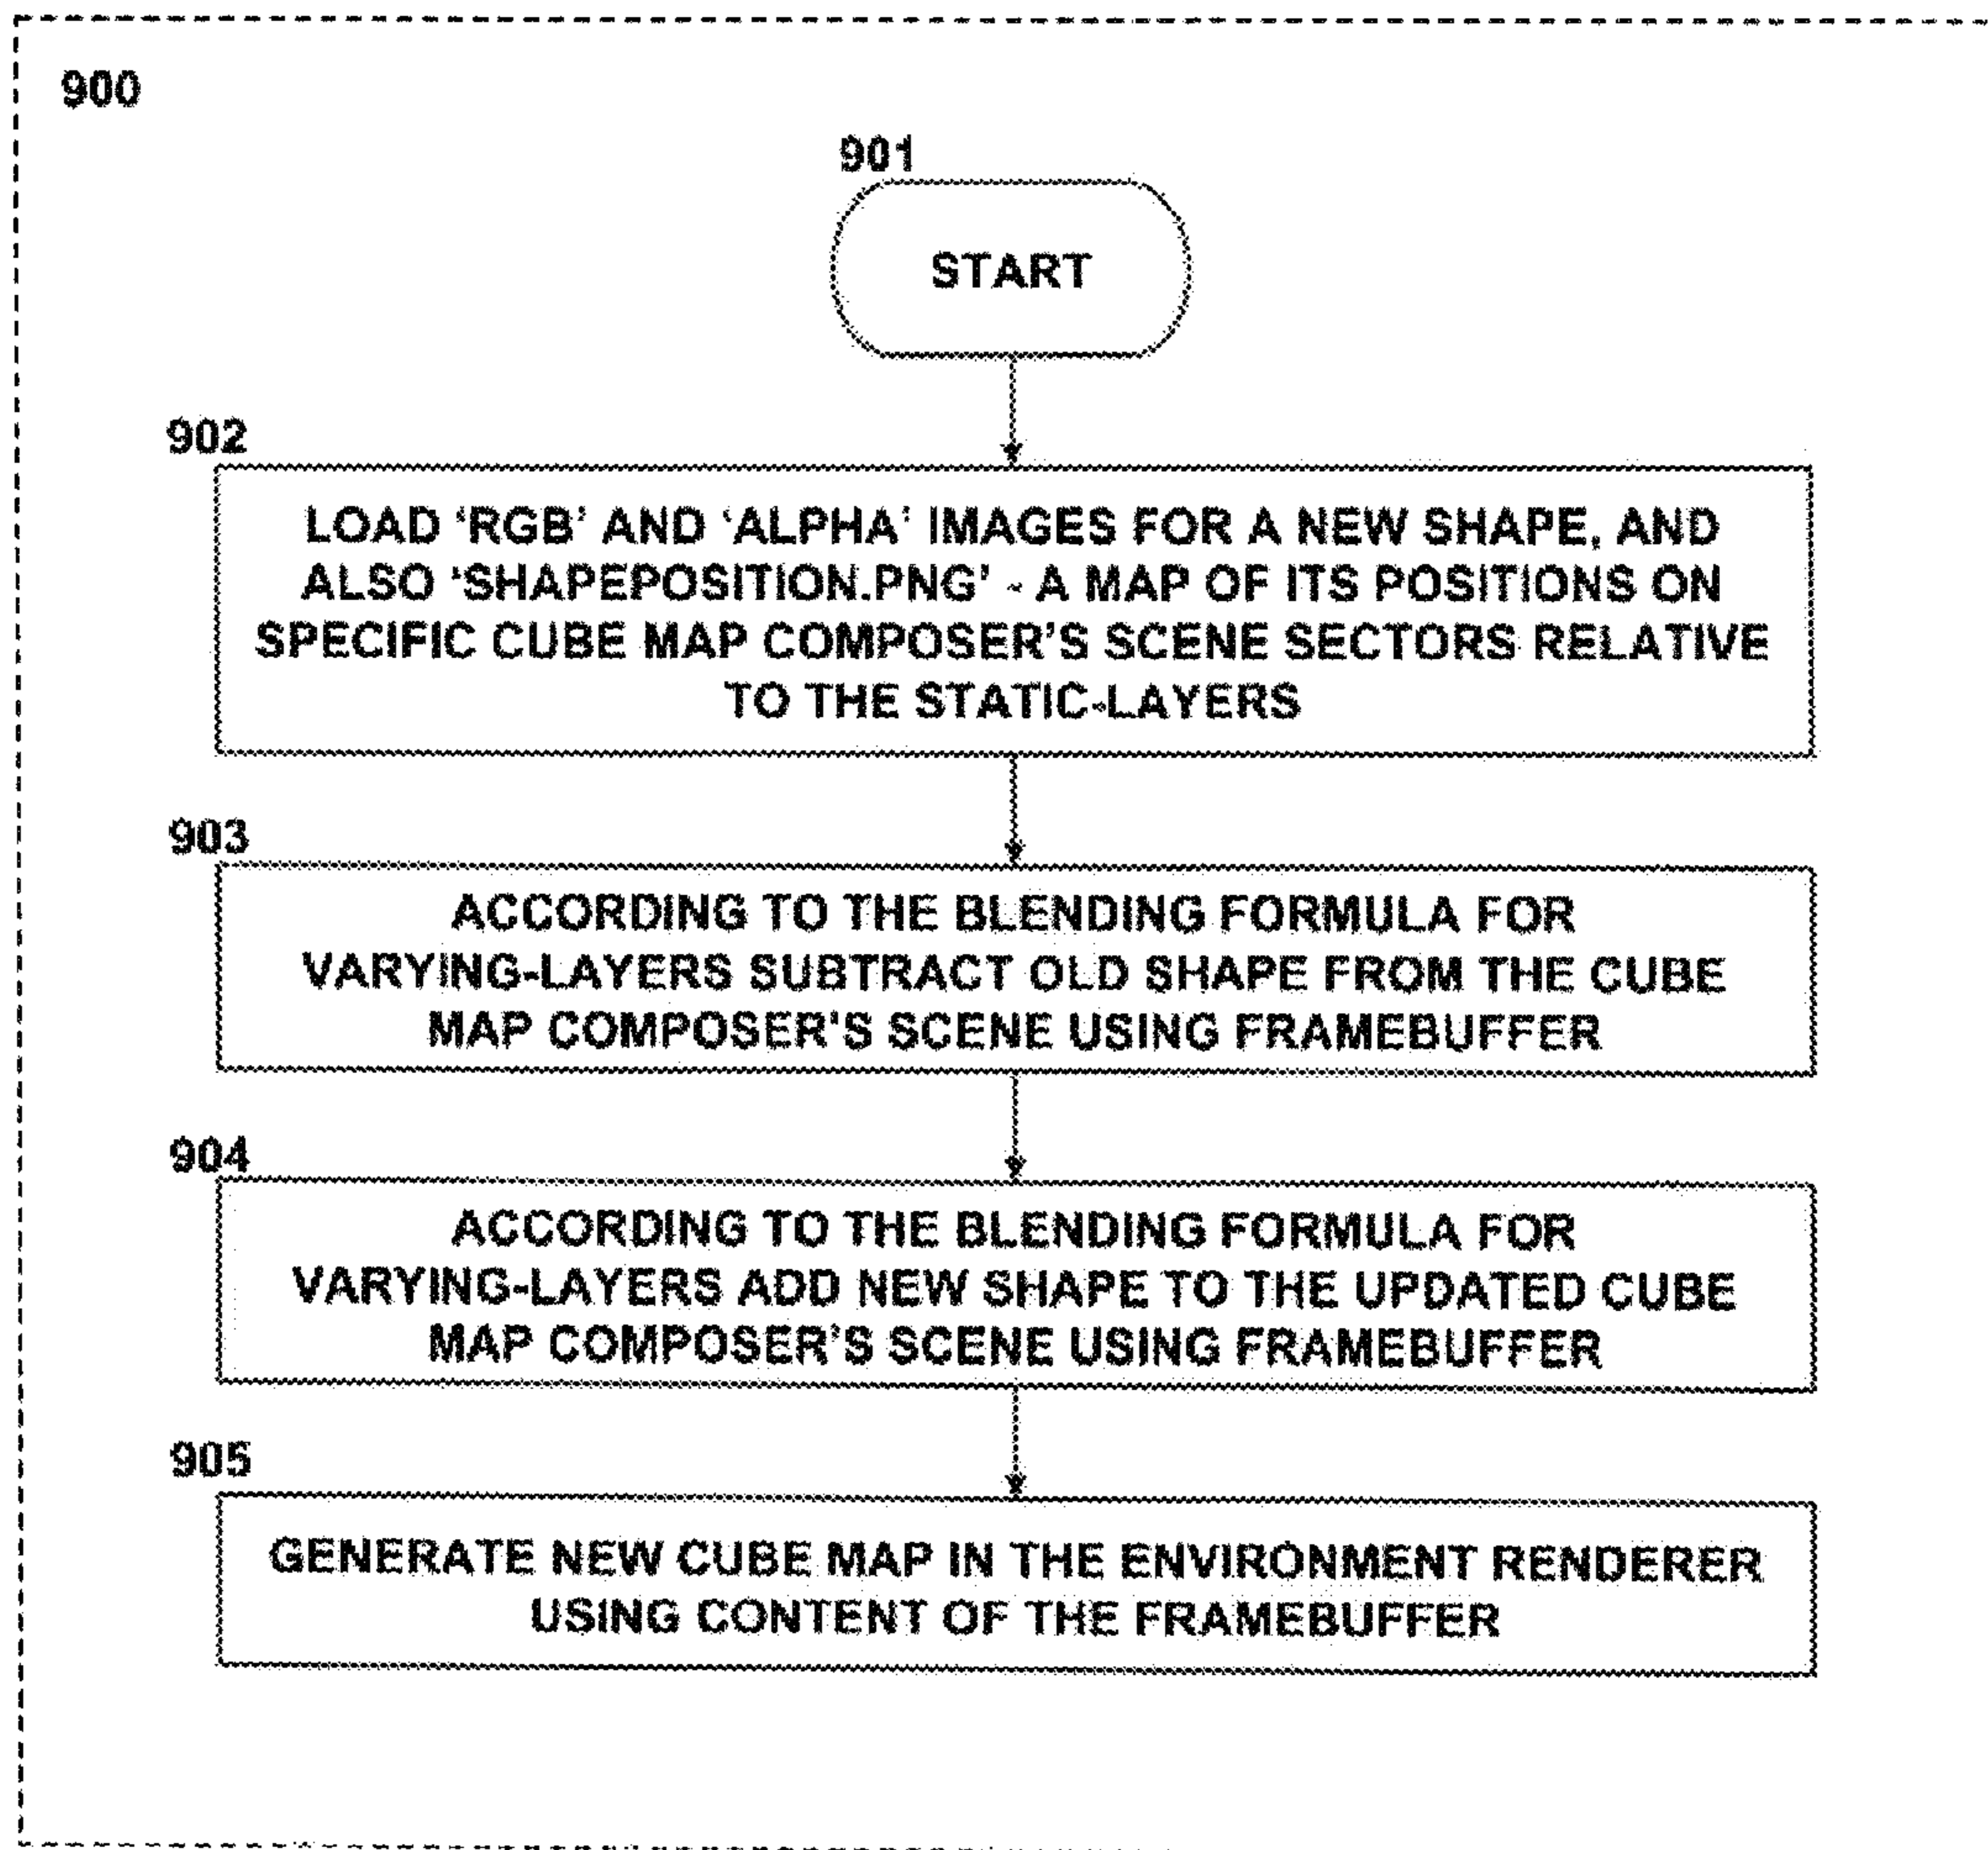 900
901
START
902
LOAD ‘RGB’ AND ‘ALPHA’ IMAGES FOR A NEW SHAPE, AND
ALSO ‘SHAPEPOSITION.PNG’ - A MAP OF ITS POSITIONS ON
SPECIFIC CUBE MAP COMPOSER’S SCENE SECTORS RELATIVE
TO THE STATIC-LAYERS
903
ACCORDING TO THE BLENDING FORMULA FOR
VARYING-LAYERS SUBTRACT OLD SHAPE FROM THE CUBE
MAP COMPOSER’S SCENE USING FRAMEBUFFER
904
ACCORDING TO THE BLENDING FORMULA FOR
VARYING-LAYERS ADD NEW SHAPE TO THE UPDATED CUBE
MAP COMPOSER’S SCENE USING FRAMEBUFFER
905
GENERATE NEW CUBE MAP IN THE ENVIRONMENT RENDERER
USING CONTENT OF THE FRAMEBUFFER